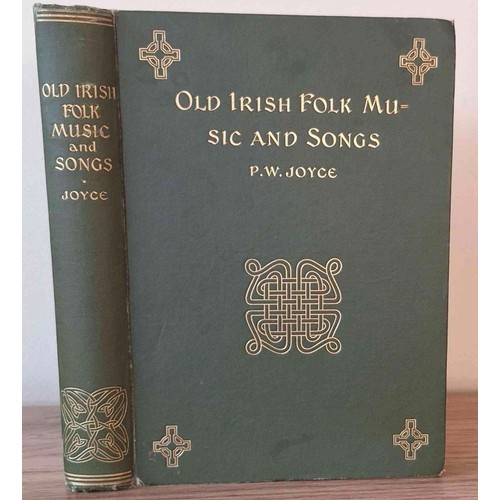 OLD IRISH
FOLK
MUSIC
and
SONGS
JOYCE
OLD IRISH FOLK MU=
SIC AND SONGS
P.W. JOYCE